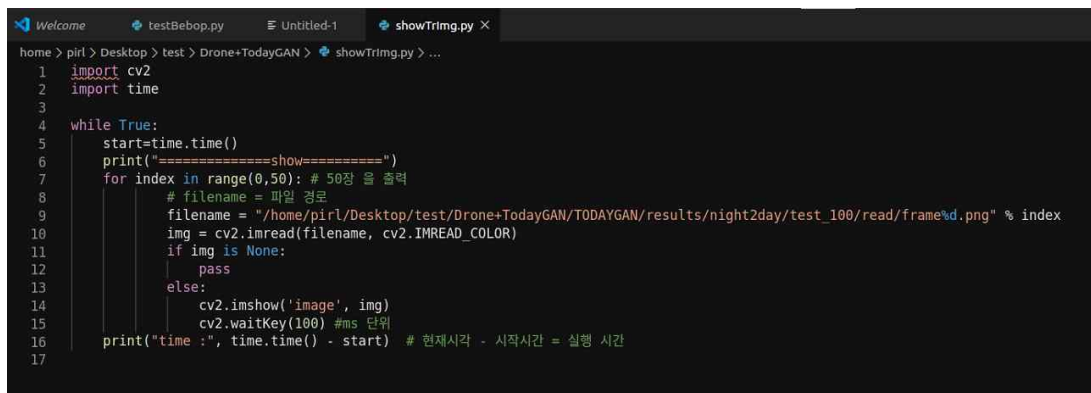 Welcome testBebop.py Untitled-1 showTrImg.py ×
home > pirl > Desktop > test > Drone+TodayGAN > showTrImg.py > ...
1 import cv2
2 import time
3
4 while True:
5 start=time.time()
6 print("==============show==========")
7 for index in range(0,50): # 50장 을 출력
8 # filename = 파일 경로
9 filename = "/home/pirl/Desktop/test/Drone+TodayGAN/TODAYGAN/results/night2day/test_100/read/frame%d.png" % index
10 img = cv2.imread(filename, cv2.IMREAD_COLOR)
11 if img is None:
12 pass
13 else:
14 cv2.imshow('image', img)
15 cv2.waitKey(100) #ms 단위
16 print("time :", time.time() - start) # 현재시각 - 시작시간 = 실행 시간
17